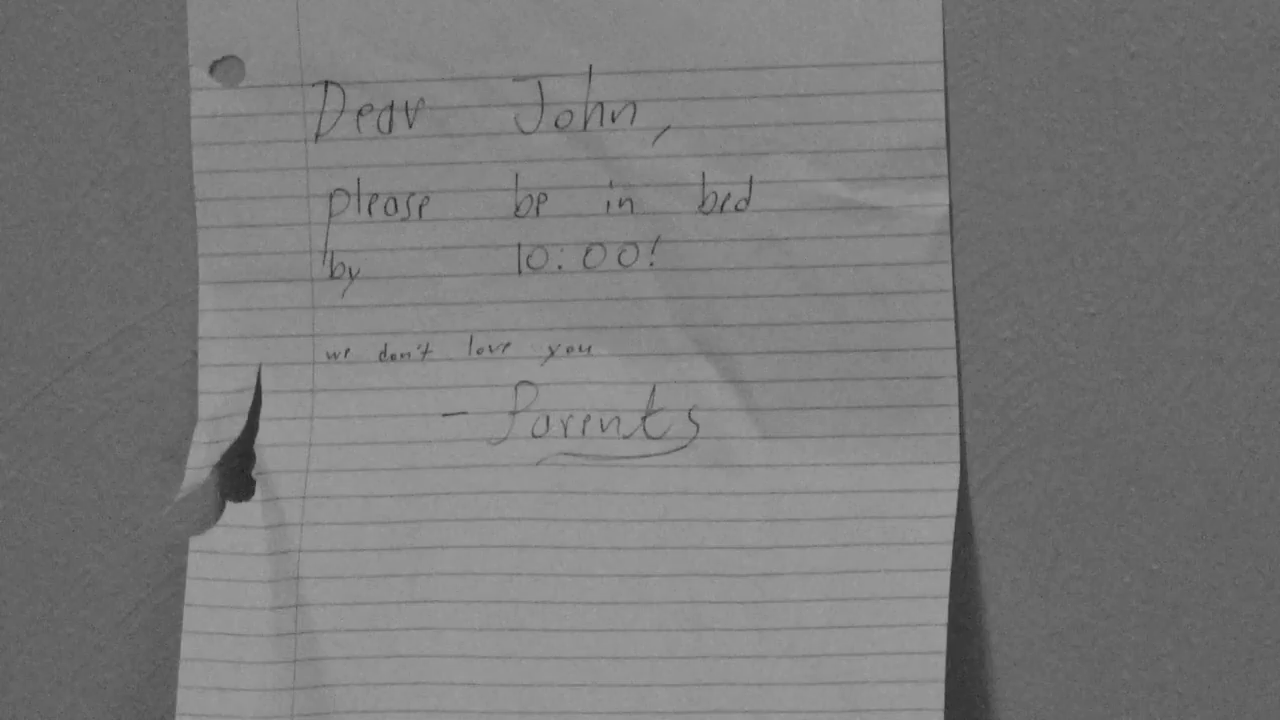 Dear John,
please be in bed
by 10:00!
we don't love you
- Parents